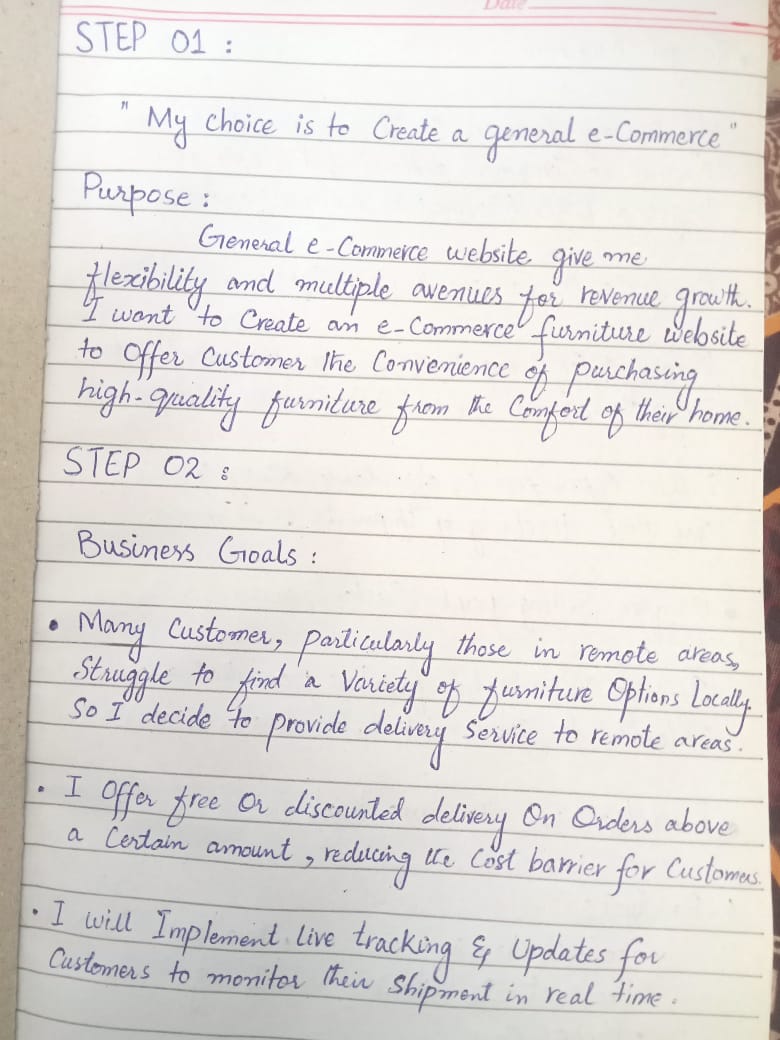 Date
STEP 01 :
" My choice is to Create a general e-Commerce "
Purpose :
General e-Commerce website give me
flexibility and multiple avenues for revenue growth.
I want to Create an e-Commerce furniture website
to Offer Customer the Convenience of purchasing
high-quality furniture from the Comfort of their home.
STEP 02 :
Business Goals :
• Many Customer, particularly those in remote areas,
Struggle to find a Variety of furniture Options Locally.
So I decide to provide delivery Service to remote areas.
• I Offer free Or discounted delivery On Orders above
a Certain amount, reducing the Cost barrier for Customers.
• I will Implement Live tracking & Updates for
Customers to monitor their Shipment in real time.